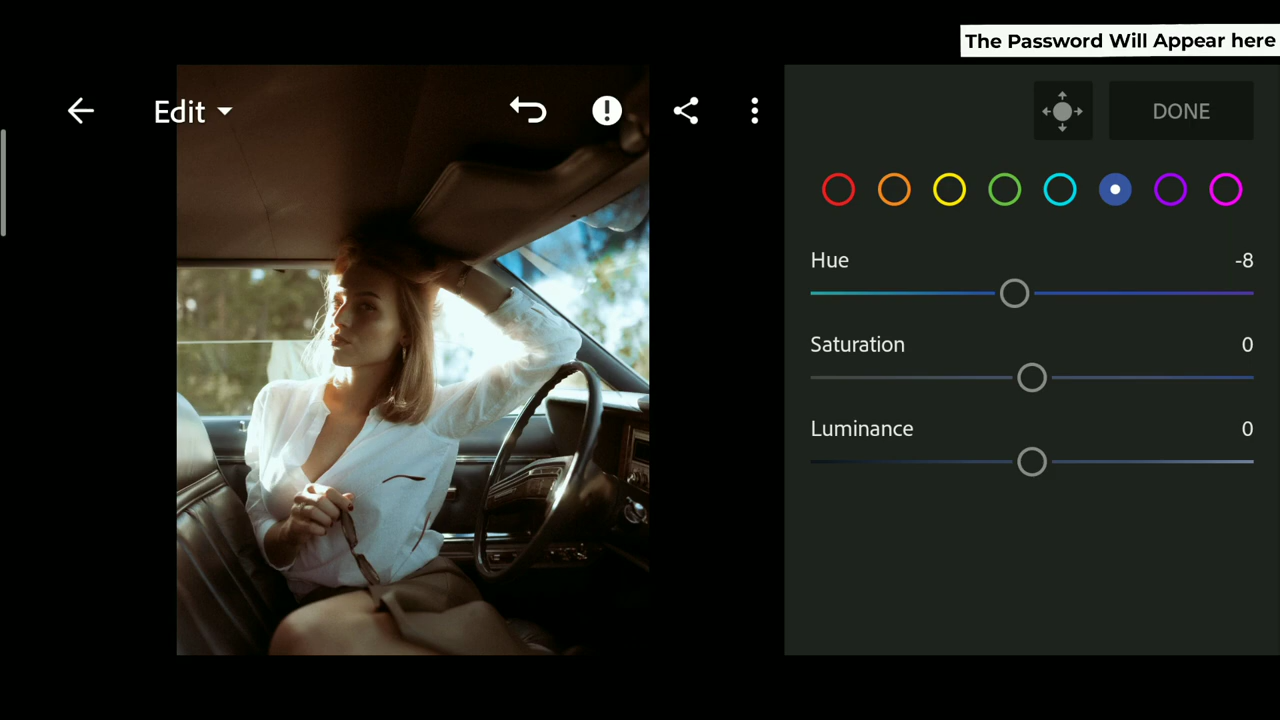 The Password Will Appear here
Edit
DONE
Hue -8
Saturation 0
Luminance 0